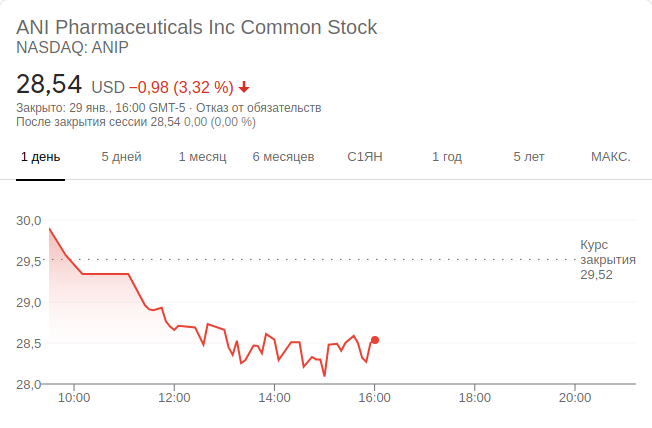 ANI Pharmaceuticals Inc Common Stock
NASDAQ: ANIP
28,54 USD −0,98 (3,32 %)
Закрыто: 29 янв., 16:00 GMT-5 · Отказ от обязательств
После закрытия сессии 28,54 0,00 (0,00 %)
1 день 5 дней 1 месяц 6 месяцев С1ЯН 1 год 5 лет МАКС.
30,0
Курс
29,5 закрытия
29,52
29,0
28,5
28,0
10:00 12:00 14:00 16:00 18:00 20:00